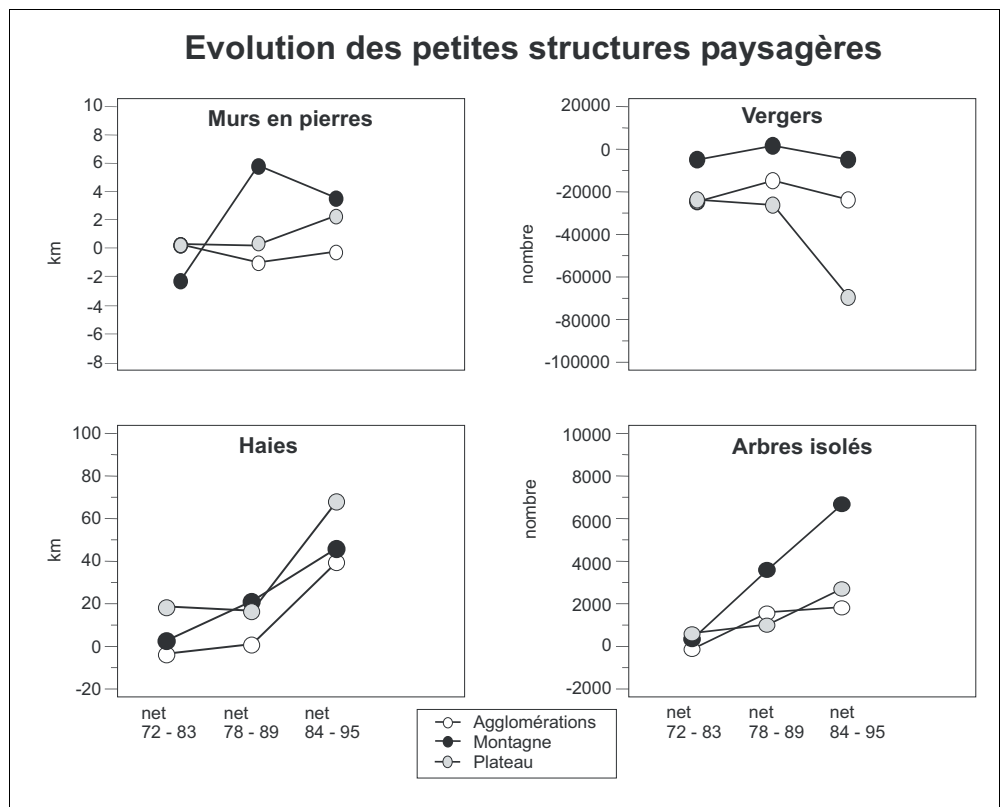 Evolution des petites structures paysagères
Murs en pierres
10
8
6
4
2
0
-2
-4
-6
-8
km
Vergers
20000
0
-20000
-40000
-60000
-80000
-100000
nombre
Haies
100
80
60
40
20
0
-20
km
net
72 - 83
net
78 - 89
net
84 - 95
Arbres isolés
10000
8000
6000
4000
2000
0
-2000
nombre
net
72 - 83
net
78 - 89
net
84 - 95
Agglomérations
Montagne
Plateau